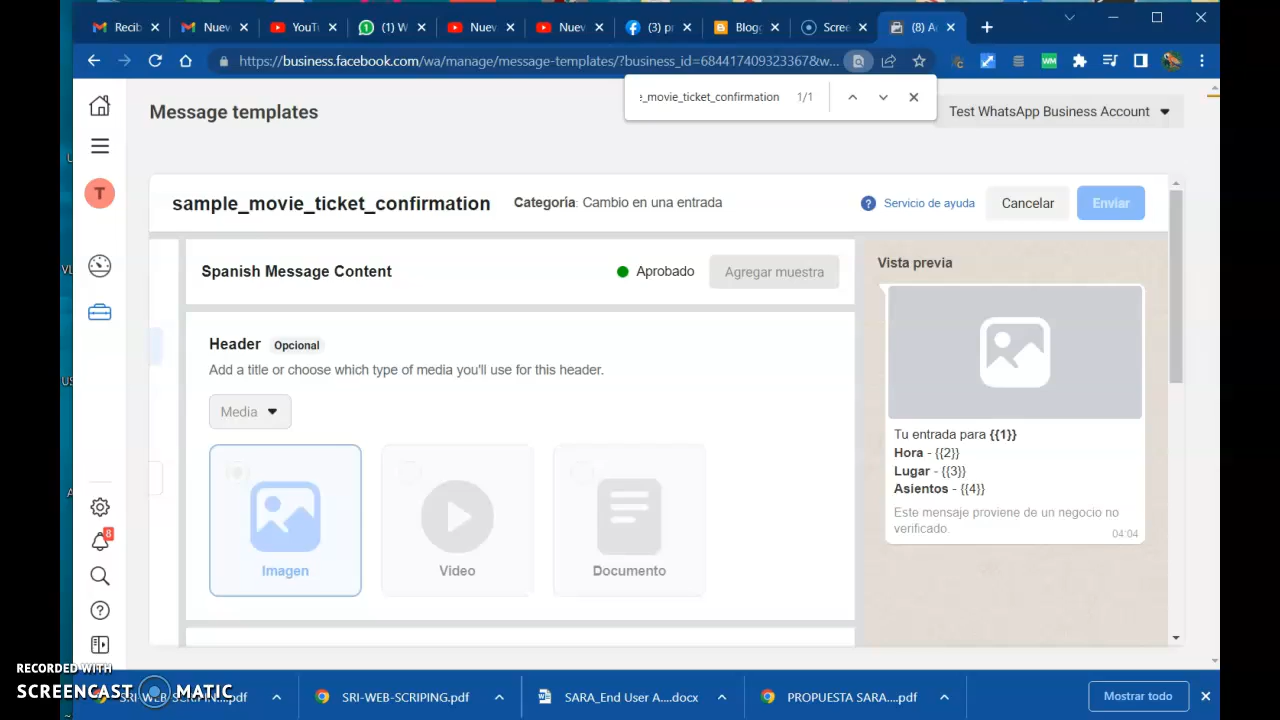 Recib
Nuev
YouTu
(1) W
Nuev
Nuev
(3) pr
Blogg
Scree
(8) A
https://business.facebook.com/wa/manage/message-templates/?business_id=684417409323367&w...
_movie_ticket_confirmation 1/1
Message templates
Test WhatsApp Business Account
T
sample_movie_ticket_confirmation
Categoría: Cambio en una entrada
Servicio de ayuda
Cancelar
Enviar
Spanish Message Content
Aprobado
Agregar muestra
Vista previa
Header Opcional
Add a title or choose which type of media you'll use for this header.
Media
Imagen
Video
Documento
Tu entrada para {{1}}
Hora - {{2}}
Lugar - {{3}}
Asientos - {{4}}
Este mensaje proviene de un negocio no
verificado.
04:04
8
RECORDED WITH
SCREENCAST MATIC
SRI-WEB-SCRIPIN....pdf
SRI-WEB-SCRIPING.pdf
SARA_End User A....docx
PROPUESTA SARA....pdf
Mostrar todo